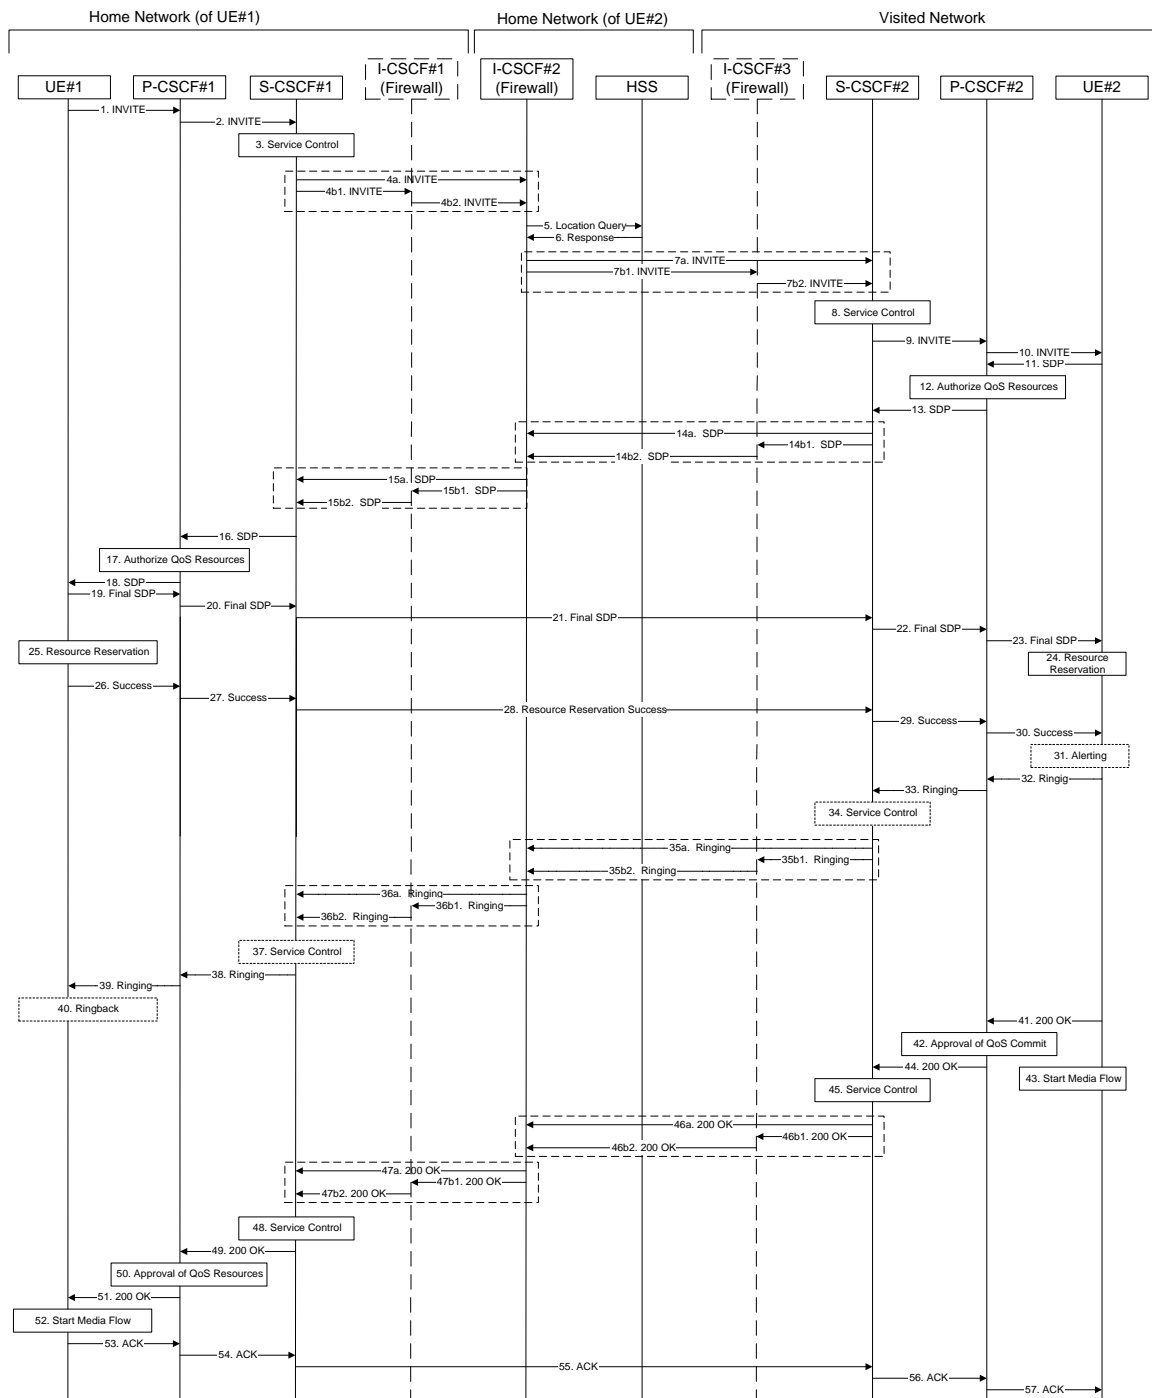 Home Network (of UE#1)
Home Network (of UE#2)
Visited Network
UE#1
P-CSCF#1
S-CSCF#1
I-CSCF#1
(Firewall)
I-CSCF#2
(Firewall)
HSS
I-CSCF#3
(Firewall)
S-CSCF#2
P-CSCF#2
UE#2
1. INVITE
2. INVITE
3. Service Control
4a. INVITE
4b1. INVITE
4b2. INVITE
5. Location Query
6. Response
7a. INVITE
7b1. INVITE
7b2. INVITE
8. Service Control
9. INVITE
10. INVITE
11. SDP
12. Authorize QoS Resources
13. SDP
14a. SDP
14b1. SDP
14b2. SDP
15a. SDP
15b1. SDP
15b2. SDP
16. SDP
17. Authorize QoS Resources
18. SDP
19. Final SDP
20. Final SDP
21. Final SDP
22. Final SDP
23. Final SDP
25. Resource Reservation
24. Resource
Reservation
26. Success
27. Success
28. Resource Reservation Success
29. Success
30. Success
31. Alerting
32. Ringig
33. Ringing
34. Service Control
35a. Ringing
35b1. Ringing
35b2. Ringing
36a. Ringing
36b1. Ringing
36b2. Ringing
37. Service Control
38. Ringing
39. Ringing
40. Ringback
41. 200 OK
42. Approval of QoS Commit
44. 200 OK
43. Start Media Flow
45. Service Control
46a. 200 OK
46b1. 200 OK
46b2. 200 OK
47a. 200 OK
47b1. 200 OK
47b2. 200 OK
48. Service Control
49. 200 OK
50. Approval of QoS Resources
51. 200 OK
52. Start Media Flow
53. ACK
54. ACK
55. ACK
56. ACK
57. ACK